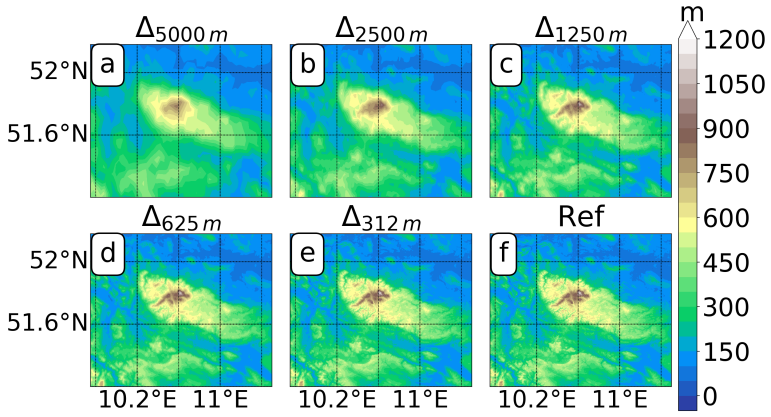 Δ5000 m Δ2500 m Δ1250 m m
a b c
52°N
51.6°N
1200
1050
900
750
600
450
300
150
0
Δ625 m Δ312 m Ref
d e f
52°N
51.6°N
10.2°E 11°E 10.2°E 11°E 10.2°E 11°E